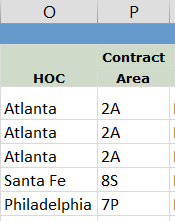 O P
HOC Contract Area
Atlanta 2A
Atlanta 2A
Atlanta 2A
Santa Fe 8S
Philadelphia 7P